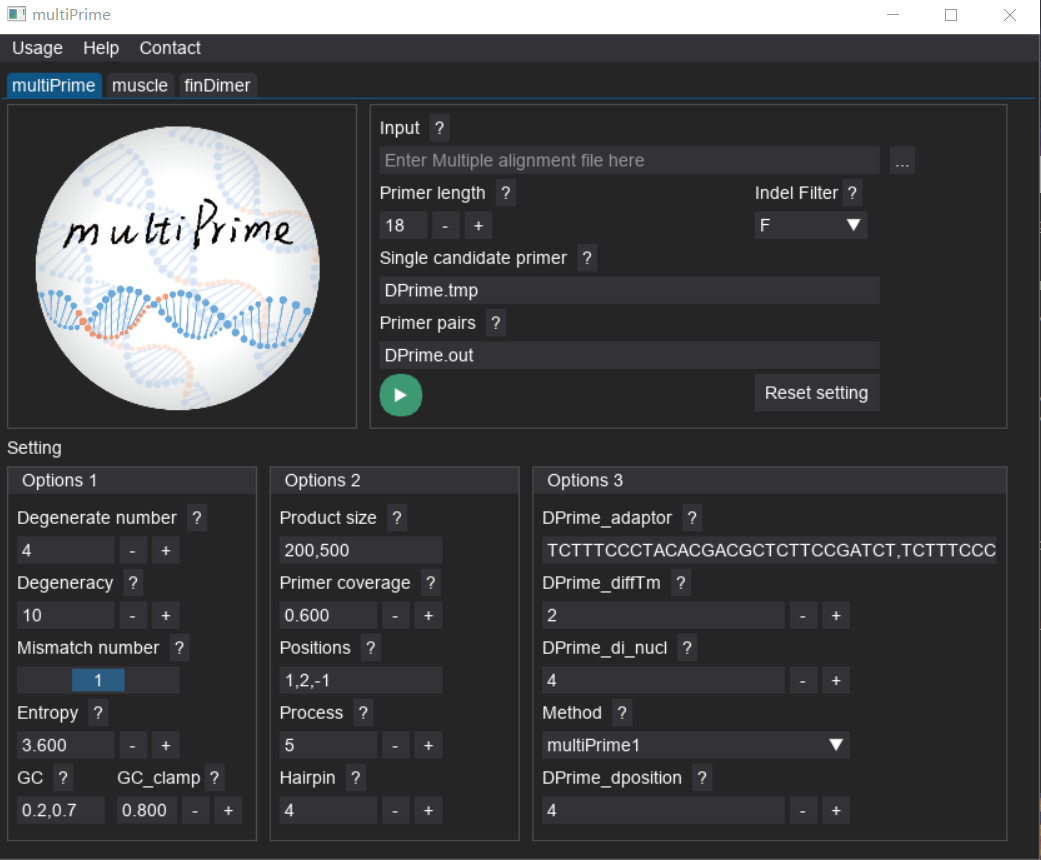 multiPrime
Usage Help Contact
multiPrime muscle finDimer
multiPrime
Input ?
Enter Multiple alignment file here ...
Primer length ? Indel Filter ?
18 - + F
Single candidate primer ?
DPrime.tmp
Primer pairs ?
DPrime.out
Reset setting
Setting
Options 1
Degenerate number ?
4 - +
Degeneracy ?
10 - +
Mismatch number ?
1
Entropy ?
3.600 - +
GC ? GC_clamp ?
0.2,0.7 0.800 - +
Options 2
Product size ?
200,500
Primer coverage ?
0.600 - +
Positions ?
1,2,-1
Process ?
5 - +
Hairpin ?
4 - +
Options 3
DPrime_adaptor ?
TCTTTCCCTACACGACGCTCTTCCGATCT,TCTTTCCC
DPrime_diffTm ?
2 - +
DPrime_di_nucl ?
4 - +
Method ?
multiPrime1
DPrime_dposition ?
4 - +